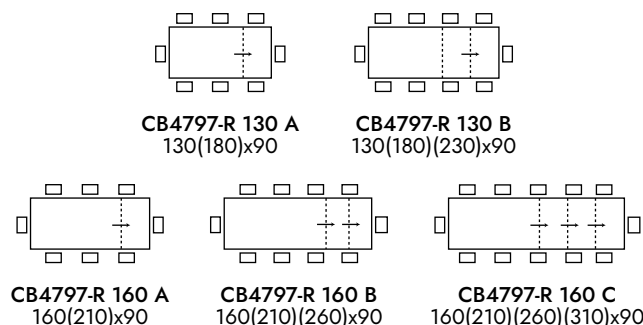 CB4797-R 130 A
130(180)x90
CB4797-R 130 B
130(180)(230)x90
CB4797-R 160 A
160(210)x90
CB4797-R 160 B
160(210)(260)x90
CB4797-R 160 C
160(210)(260)(310)x90